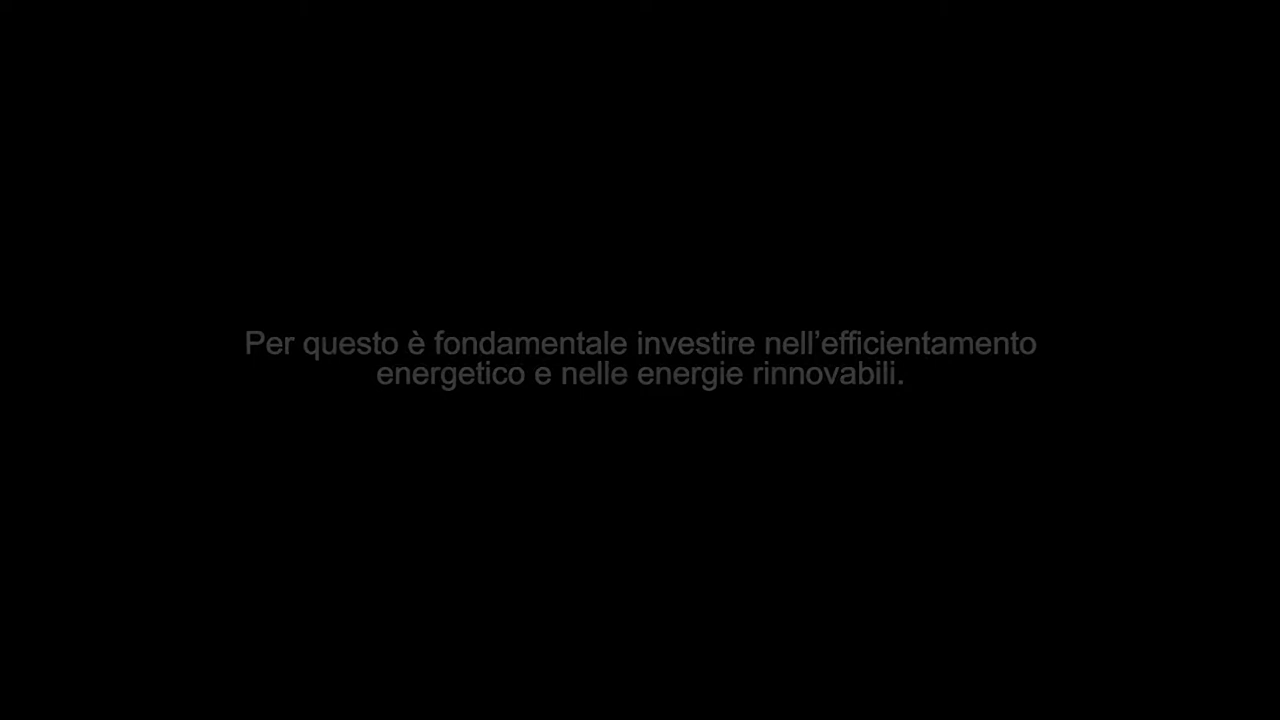 Per questo è fondamentale investire nell’efficientamento
energetico e nelle energie rinnovabili.